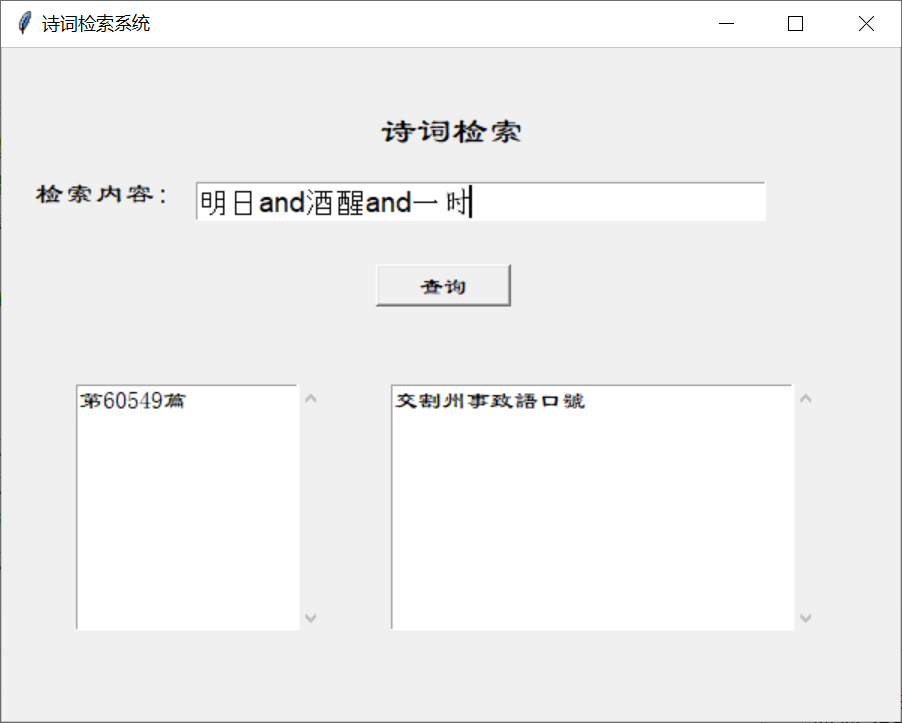 诗词检索系统
诗词检索
检索内容：
明日and酒醒and一时
查询
第60549篇
交割州事致語口號